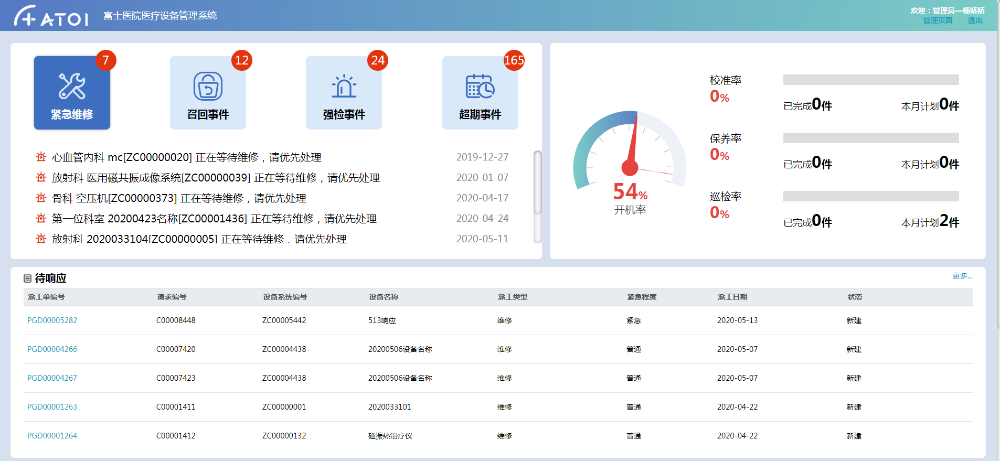 ATOI 富士医院医疗设备管理系统
欢迎：管理员—杨娇娇
管理页面 退出
7 12 24 165
紧急维修 召回事件 强检事件 超期事件
心血管内科 mc[ZC00000020] 正在等待维修，请优先处理 2019-12-27
放射科 医用磁共振成像系统[ZC00000039] 正在等待维修，请优先处理 2020-01-07
骨科 空压机[ZC00000373] 正在等待维修，请优先处理 2020-04-17
第一位科室 20200423名称[ZC00001436] 正在等待维修，请优先处理 2020-04-24
放射科 2020033104[ZC00000005] 正在等待维修，请优先处理 2020-05-11
54%
开机率
校准率
0%
已完成0件 本月计划0件
保养率
0%
已完成0件 本月计划0件
巡检率
0%
已完成0件 本月计划2件
待响应 更多...
派工单编号 请求编号 设备系统编号 设备名称 派工类型 紧急程度 派工日期 状态
PGD00005282 C00008448 ZC00005442 513响应 维修 紧急 2020-05-13 新建
PGD00004266 C00007420 ZC00004438 20200506设备名称 维修 普通 2020-05-07 新建
PGD00004267 C00007423 ZC00004438 20200506设备名称 维修 普通 2020-05-07 新建
PGD00001263 C00001411 ZC00000001 2020033101 维修 普通 2020-04-22 新建
PGD00001264 C00001412 ZC00000132 磁振热治疗仪 维修 普通 2020-04-22 新建